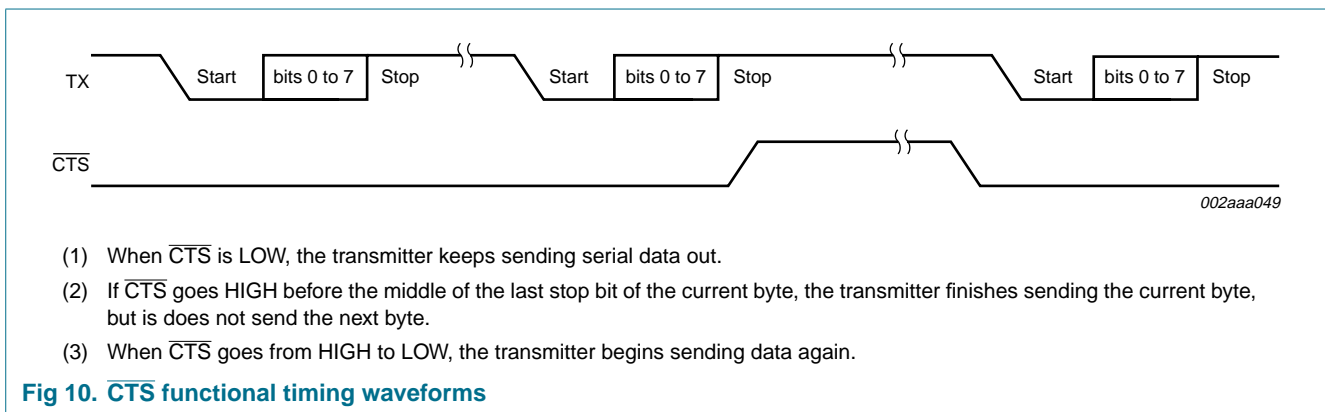 TX Start bits 0 to 7 Stop Start bits 0 to 7 Stop Start bits 0 to 7 Stop
CTS
002aaa049
(1) When CTS is LOW, the transmitter keeps sending serial data out.
(2) If CTS goes HIGH before the middle of the last stop bit of the current byte, the transmitter finishes sending the current byte,
but is does not send the next byte.
(3) When CTS goes from HIGH to LOW, the transmitter begins sending data again.
Fig 10. CTS functional timing waveforms